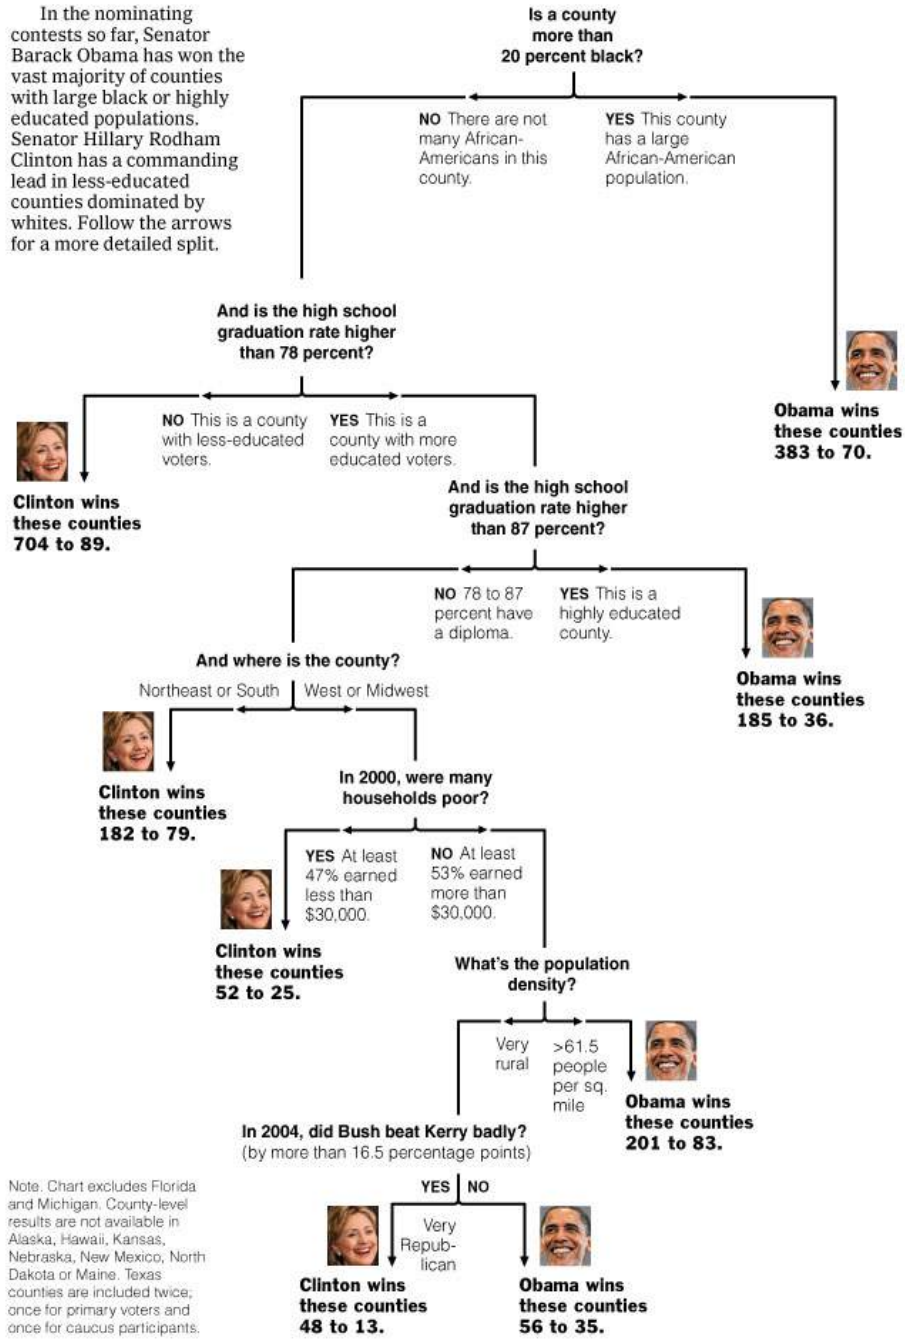 In the nominating
contests so far, Senator
Barack Obama has won the
vast majority of counties
with large black or highly
educated populations.
Senator Hillary Rodham
Clinton has a commanding
lead in less-educated
counties dominated by
whites. Follow the arrows
for a more detailed split.
Is a county
more than
20 percent black?
NO There are not
many African-
Americans in this
county.
YES This county
has a large
African-American
population.
Obama wins
these counties
383 to 70.
And is the high school
graduation rate higher
than 78 percent?
NO This is a county
with less-educated
voters.
YES This is a
county with more
educated voters.
Clinton wins
these counties
704 to 89.
And is the high school
graduation rate higher
than 87 percent?
NO 78 to 87
percent have
a diploma.
YES This is a
highly educated
county.
Obama wins
these counties
185 to 36.
And where is the county?
Northeast or South
West or Midwest
Clinton wins
these counties
182 to 79.
In 2000, were many
households poor?
YES At least
47% earned
less than
$30,000.
NO At least
53% earned
more than
$30,000.
Clinton wins
these counties
52 to 25.
What's the population
density?
Very
rural
>61.5
people
per sq.
mile
Obama wins
these counties
201 to 83.
In 2004, did Bush beat Kerry badly?
(by more than 16.5 percentage points)
YES
NO
Very
Repub-
lican
Clinton wins
these counties
48 to 13.
Obama wins
these counties
56 to 35.
Note. Chart excludes Florida
and Michigan. County-level
results are not available in
Alaska, Hawaii, Kansas,
Nebraska, New Mexico, North
Dakota or Maine. Texas
counties are included twice;
once for primary voters and
once for caucus participants.